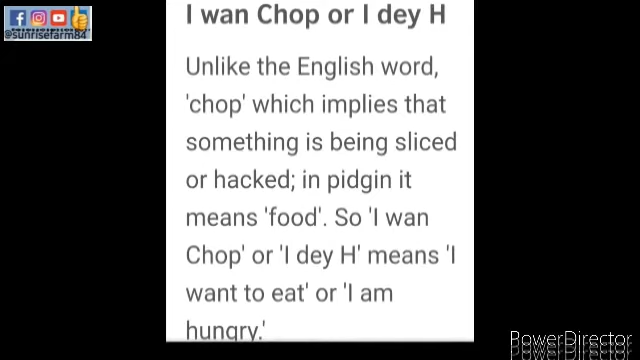 I wan Chop or I dey H
Unlike the English word,
'chop' which implies that
something is being sliced
or hacked; in pidgin it
means 'food'. So 'I wan
Chop' or 'I dey H' means 'I
want to eat' or 'I am
hungry.'
@sunrisefarm84
PowerDirector